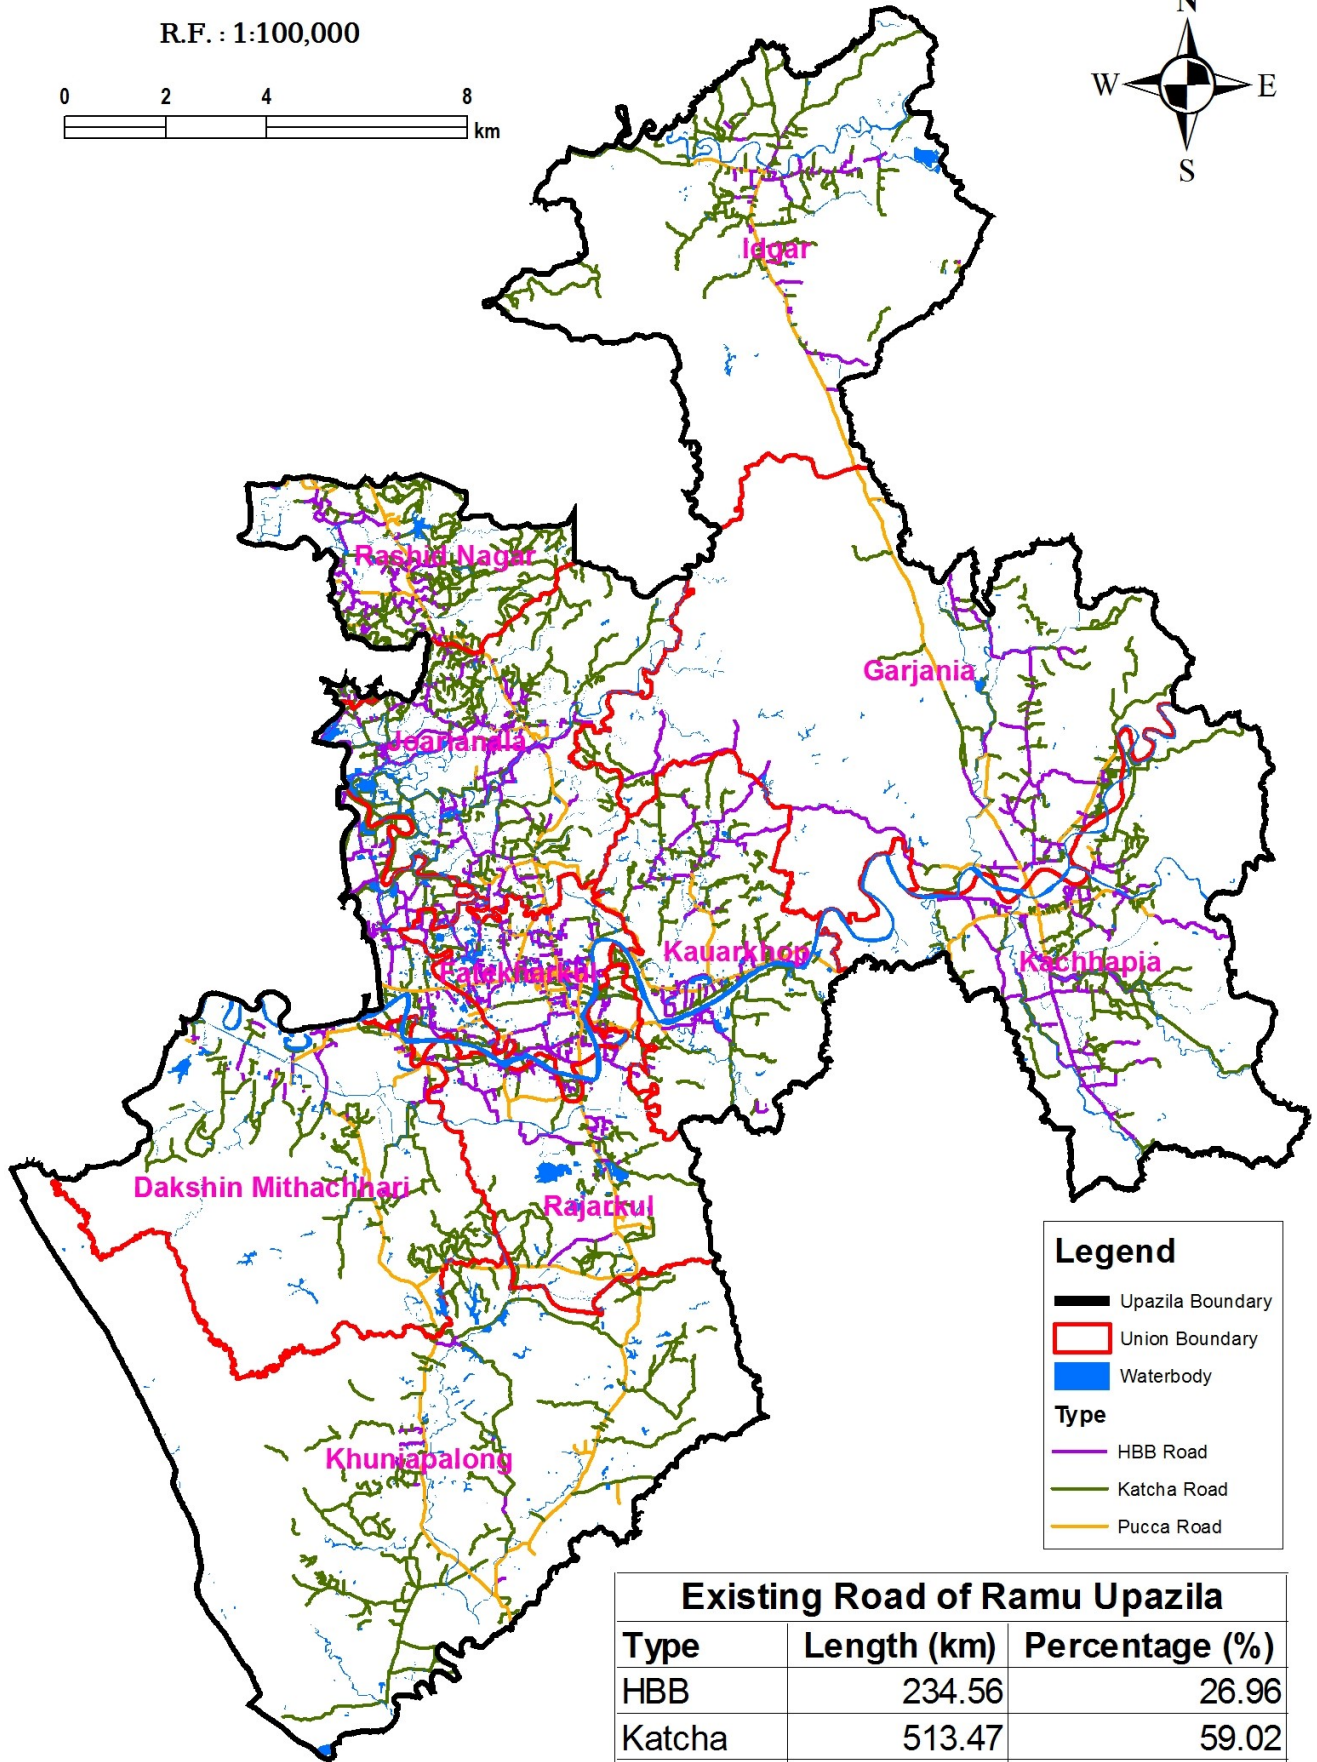 R.F. : 1:100,000
N
0 2 4 8
km
W E
S
Idgar
Rashid Nagar
Garjania
Joarianala
Kauarkhop
Fatekharkul
Kachhapia
Dakshin Mithachhari
Rajarkul
Khuniapalong
Legend
Upazila Boundary
Union Boundary
Waterbody
Type
HBB Road
Katcha Road
Pucca Road
Existing Road of Ramu Upazila
Type Length (km) Percentage (%)
HBB 234.56 26.96
Katcha 513.47 59.02